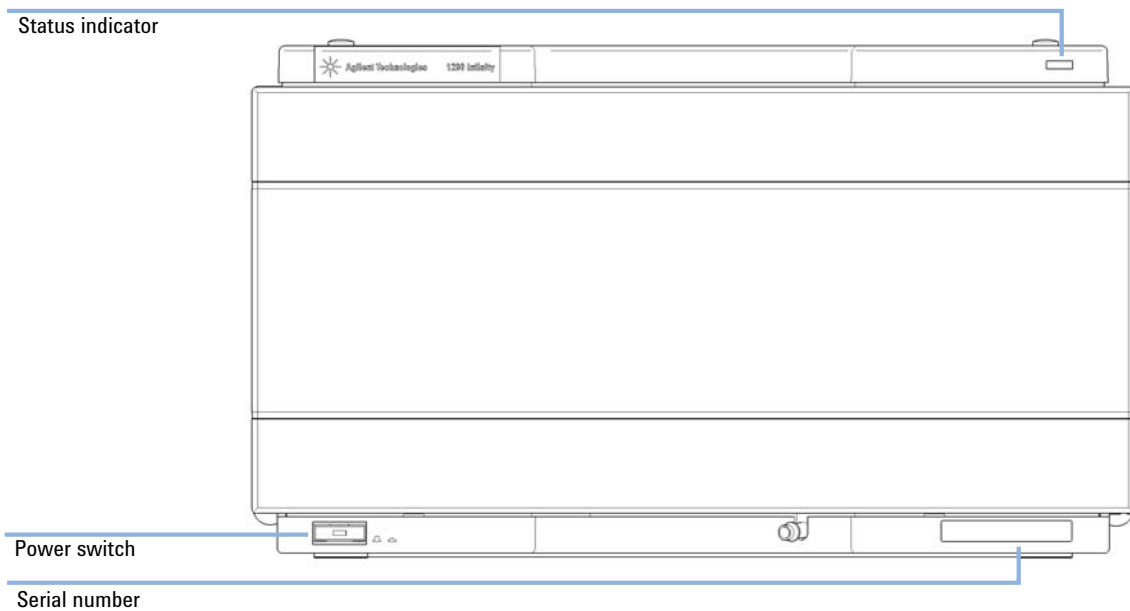 Status indicator
Agilent Technologies 1290 Infinity
Power switch
Serial number